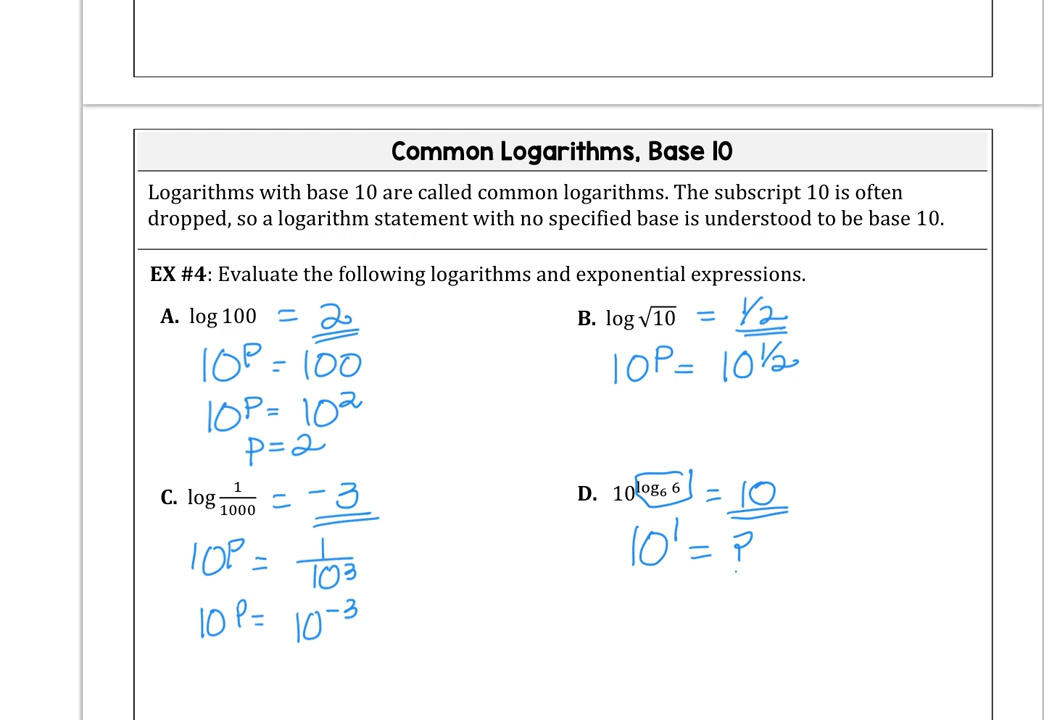 Common Logarithms, Base 10
Logarithms with base 10 are called common logarithms. The subscript 10 is often
dropped, so a logarithm statement with no specified base is understood to be base 10.
EX #4: Evaluate the following logarithms and exponential expressions.
A. log 100 = 2
10^P = 100
10^P = 10^2
P = 2
B. log √10 = 1/2
10^P = 10^1/2
C. log 1/1000 = -3
10^P = 1/10^3
10^P = 10^-3
D. 10^log₆ 6 1 = 10
10^1 = ?